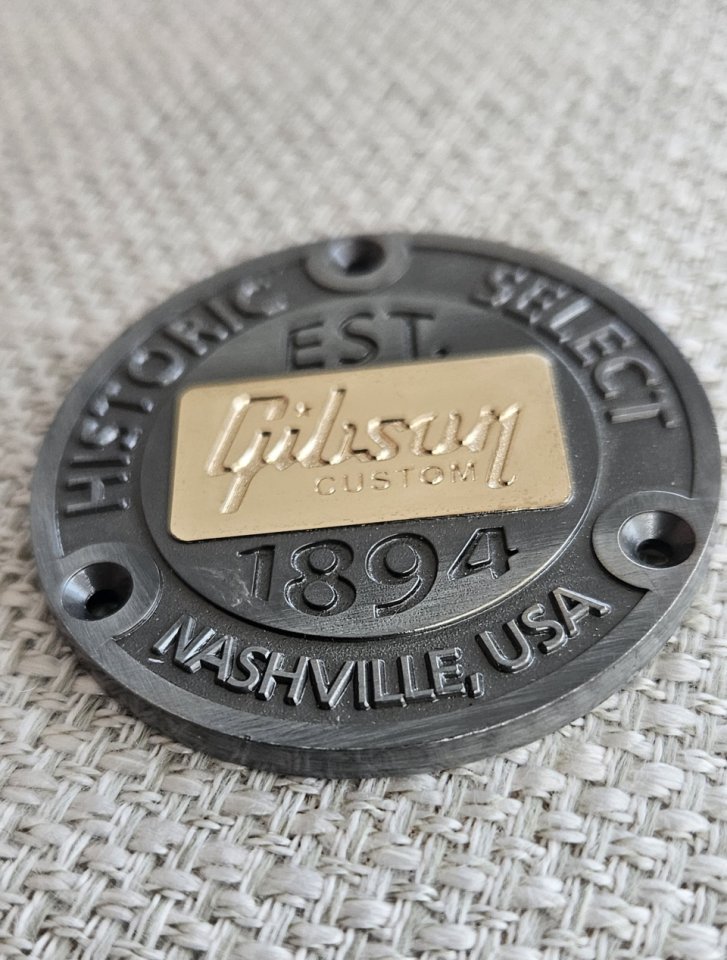 HISTORIC SELECT
EST.
Gibson
CUSTOM
1894
NASHVILLE, USA